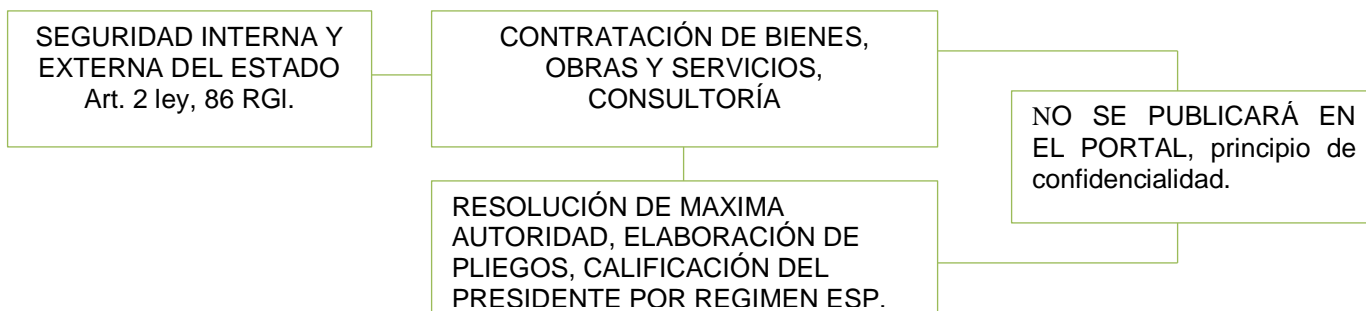 SEGURIDAD INTERNA Y
EXTERNA DEL ESTADO
Art. 2 ley, 86 RGl.
CONTRATACIÓN DE BIENES,
OBRAS Y SERVICIOS,
CONSULTORÍA
NO SE PUBLICARÁ EN
EL PORTAL, principio de
confidencialidad.
RESOLUCIÓN DE MAXIMA
AUTORIDAD, ELABORACIÓN DE
PLIEGOS, CALIFICACIÓN DEL
PRESIDENTE POR REGIMEN ESP.